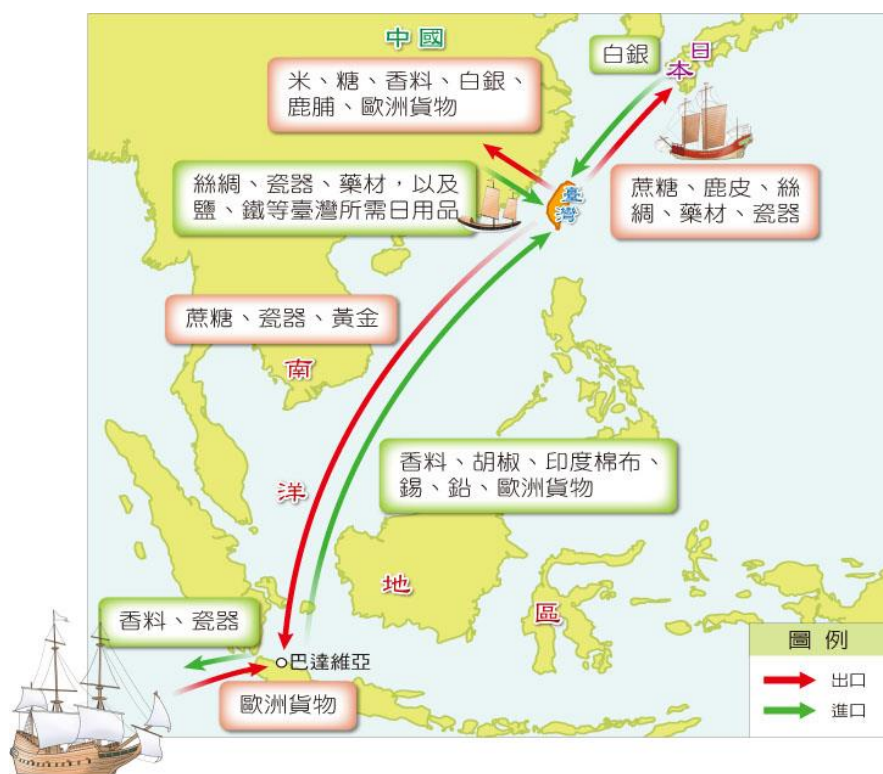 中國
日本
白銀
米、糖、香料、白銀、
鹿脯、歐洲貨物
絲綢、瓷器、藥材，以及
鹽、鐵等臺灣所需日用品
臺灣
蔗糖、鹿皮、絲
綢、藥材、瓷器
蔗糖、瓷器、黃金
南洋地區
香料、胡椒、印度棉布、
錫、鉛、歐洲貨物
香料、瓷器
巴達維亞
歐洲貨物
圖例
出口
進口